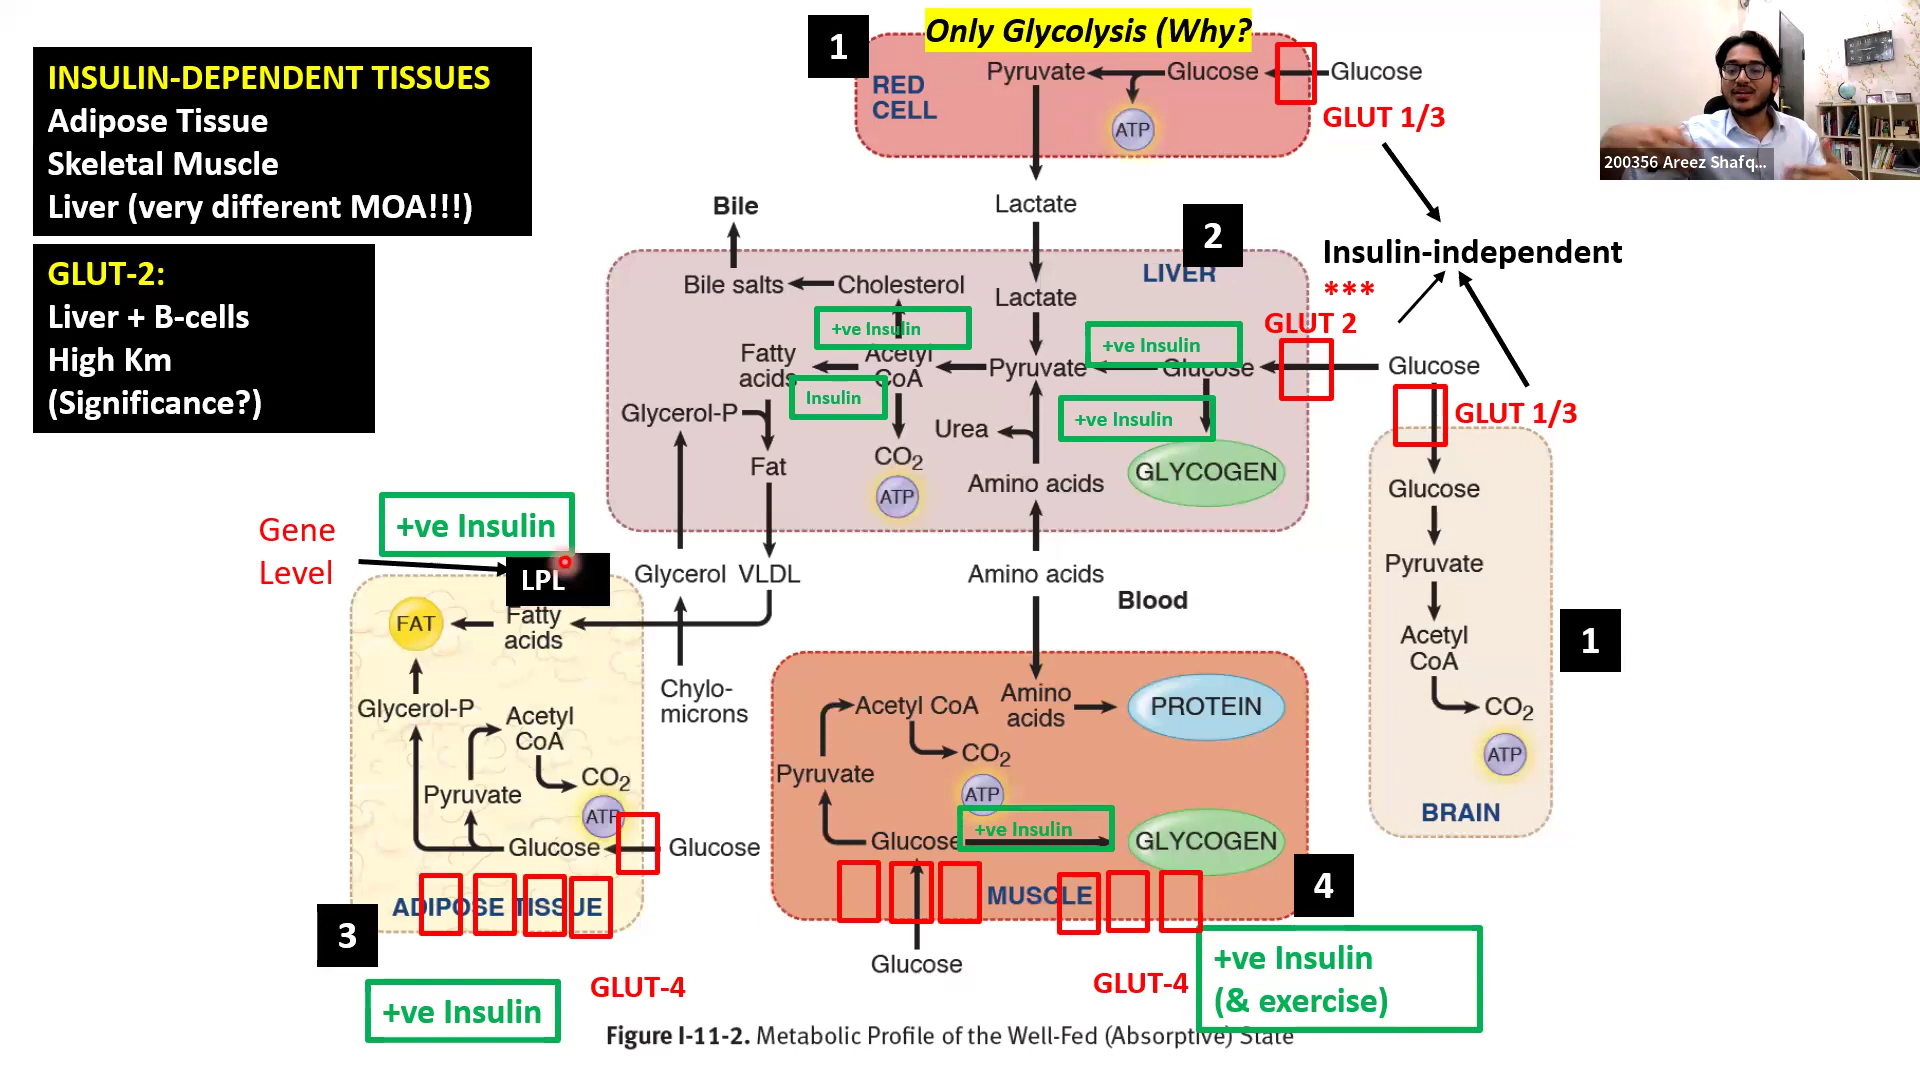 INSULIN-DEPENDENT TISSUES
Adipose Tissue
Skeletal Muscle
Liver (very different MOA!!!)
GLUT-2:
Liver + B-cells
High Km
(Significance?)
1
Only Glycolysis (Why?
RED
CELL
Pyruvate
Glucose
Glucose
ATP
GLUT 1/3
200356 Areez Shafq...
Insulin-independent
***
Lactate
Bile
2
LIVER
Bile salts
Cholesterol
Lactate
+ve Insulin
+ve Insulin
GLUT 2
Fatty
acids
Acetyl
CoA
Pyruvate
Glucose
Glucose
Insulin
+ve Insulin
GLUT 1/3
Glycerol-P
Urea
Fat
CO2
ATP
Amino acids
GLYCOGEN
Glucose
Pyruvate
Acetyl
CoA
CO2
ATP
BRAIN
1
Gene
Level
+ve Insulin
LPL
Glycerol
VLDL
Amino acids
Blood
FAT
Fatty
acids
Chylo-
microns
Glycerol-P
Acetyl
CoA
CO2
ATP
Pyruvate
Glucose
Glucose
ADIPOSE TISSUE
3
+ve Insulin
GLUT-4
Acetyl CoA
Amino
acids
PROTEIN
CO2
Pyruvate
ATP
Glucose
+ve Insulin
GLYCOGEN
MUSCLE
4
Glucose
GLUT-4
+ve Insulin
(& exercise)
Figure I-11-2. Metabolic Profile of the Well-Fed (Absorptive) State